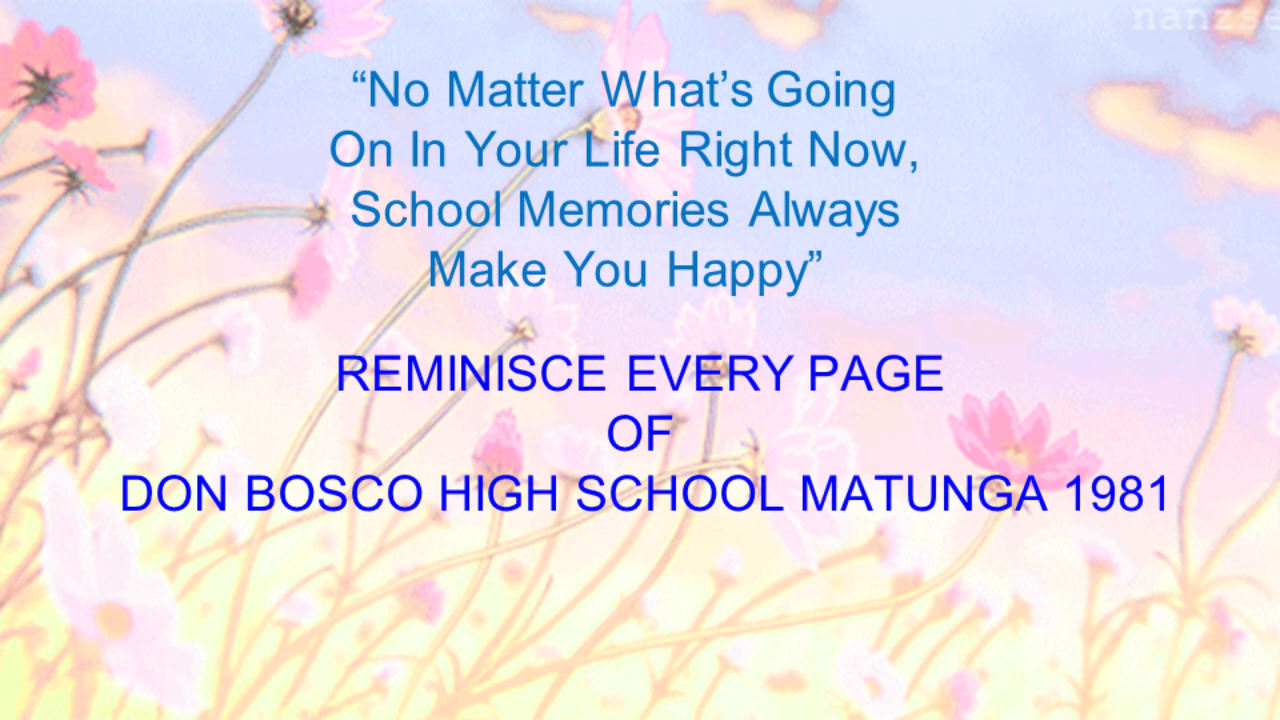 “No Matter What’s Going
On In Your Life Right Now,
School Memories Always
Make You Happy”
REMINISCE EVERY PAGE
OF
DON BOSCO HIGH SCHOOL MATUNGA 1981